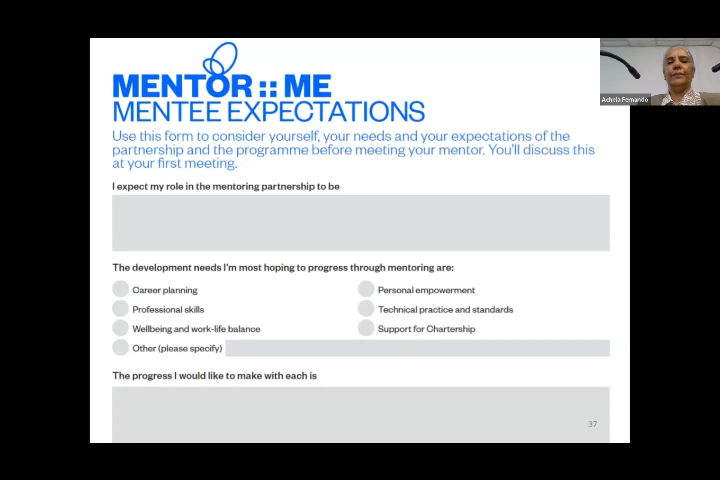 MENTOR :: ME
MENTEE EXPECTATIONS
Use this form to consider yourself, your needs and your expectations of the
partnership and the programme before meeting your mentor. You'll discuss this
at your first meeting.
I expect my role in the mentoring partnership to be
The development needs I'm most hoping to progress through mentoring are:
Career planning
Personal empowerment
Professional skills
Technical practice and standards
Wellbeing and work-life balance
Support for Chartership
Other (please specify)
The progress I would like to make with each is
37
Achala Fernando